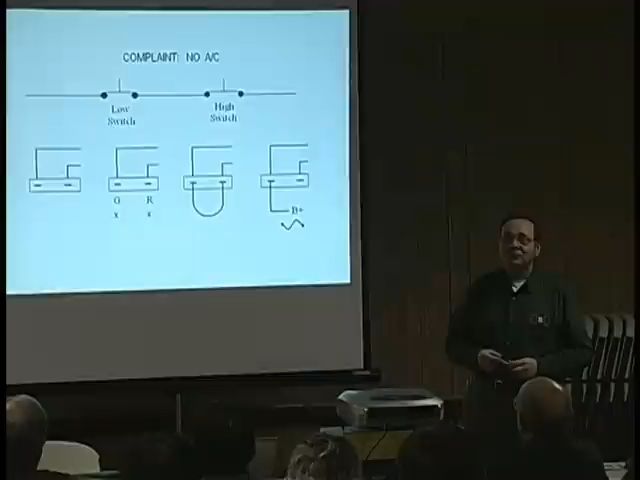 COMPLAINT: NO A/C
Low
Switch
High
Switch
G R
x x
B+